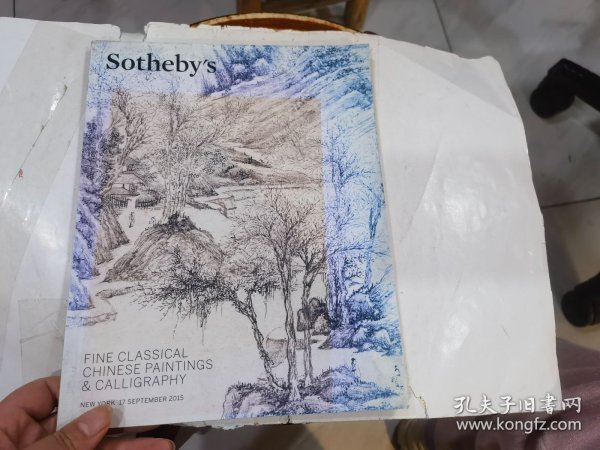 Sotheby's
FINE CLASSICAL
CHINESE PAINTINGS
& CALLIGRAPHY
NEW YORK 17 SEPTEMBER 2015
孔夫子旧書网
www.kongfz.com